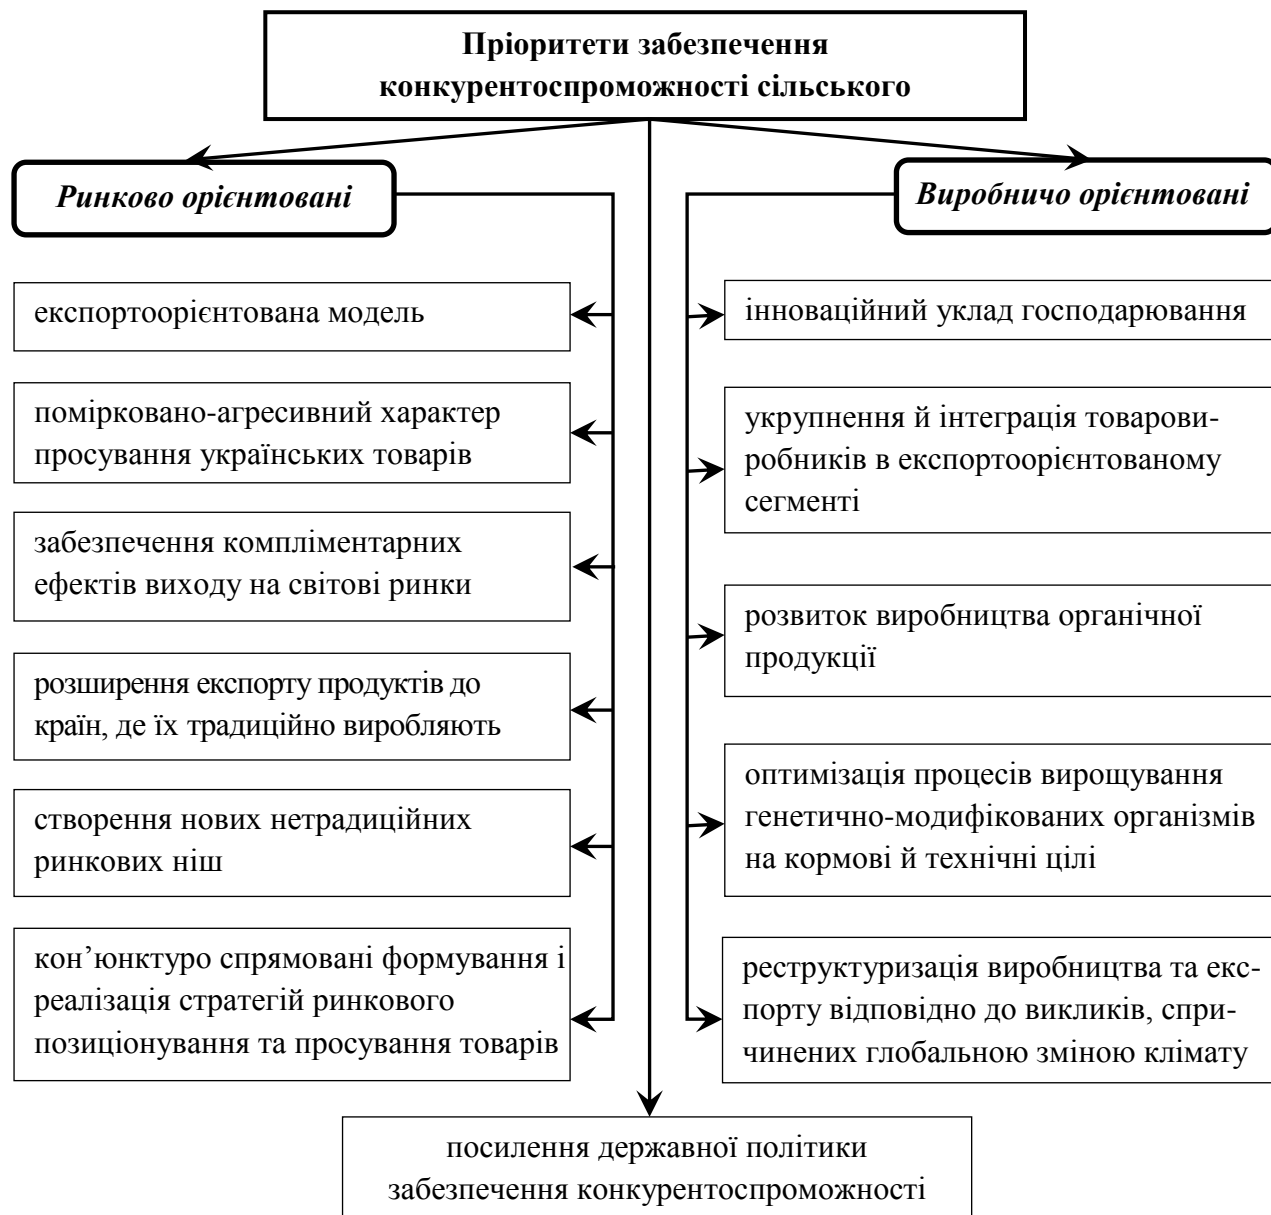 Пріоритети забезпечення
конкурентоспроможності сільського
Ринково орієнтовані
експортоорієнтована модель
помірковано-агресивний характер
просування українських товарів
забезпечення компліментарних
ефектів виходу на світові ринки
розширення експорту продуктів до
країн, де їх традиційно виробляють
створення нових нетрадиційних
ринкових ніш
кон’юнктуро спрямовані формування і
реалізація стратегій ринкового
позиціонування та просування товарів
Виробничо орієнтовані
інноваційний уклад господарювання
укрупнення й інтеграція товарови-
робників в експортоорієнтованому
сегменті
розвиток виробництва органічної
продукції
оптимізація процесів вирощування
генетично-модифікованих організмів
на кормові й технічні цілі
реструктуризація виробництва та екс-
порту відповідно до викликів, спри-
чинених глобальною зміною клімату
посилення державної політики
забезпечення конкурентоспроможності